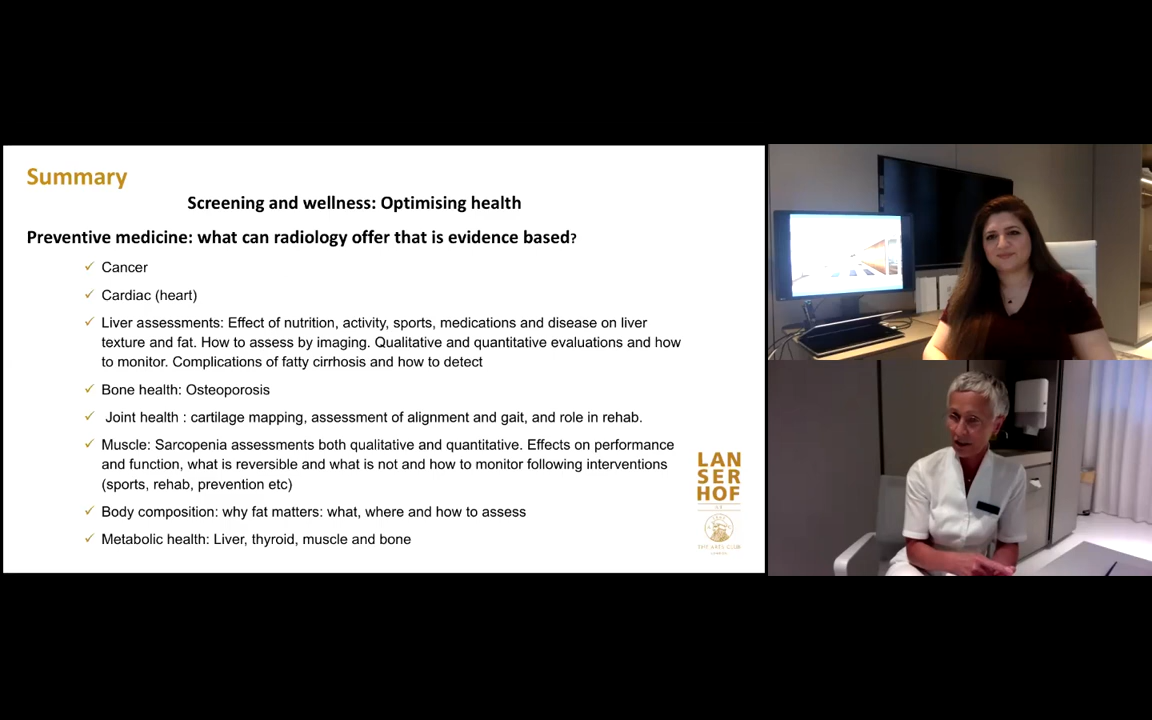 Summary
Screening and wellness: Optimising health
Preventive medicine: what can radiology offer that is evidence based?
✓ Cancer
✓ Cardiac (heart)
✓ Liver assessments: Effect of nutrition, activity, sports, medications and disease on liver
texture and fat. How to assess by imaging. Qualitative and quantitative evaluations and how
to monitor. Complications of fatty cirrhosis and how to detect
✓ Bone health: Osteoporosis
✓ Joint health : cartilage mapping, assessment of alignment and gait, and role in rehab.
✓ Muscle: Sarcopenia assessments both qualitative and quantitative. Effects on performance
and function, what is reversible and what is not and how to monitor following interventions
(sports, rehab, prevention etc)
✓ Body composition: why fat matters: what, where and how to assess
✓ Metabolic health: Liver, thyroid, muscle and bone
LAN
SER
HOF
AT
THE ARTS CLUB